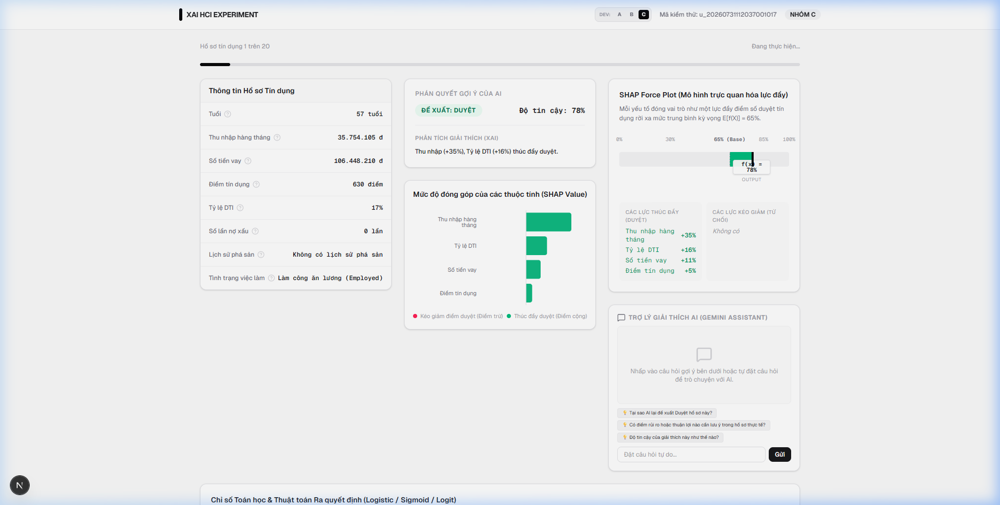 XAI HCI EXPERIMENT
DEV: A B C
Mã kiểm thử: u_20260731112037001017
NHÓM C
Hồ sơ tín dụng 1 trên 20
Đang thực hiện...
Thông tin Hồ sơ Tín dụng
Tuổi ? 57 tuổi
Thu nhập hàng tháng ? 35.754.105 đ
Số tiền vay ? 106.448.210 đ
Điểm tín dụng ? 630 điểm
Tỷ lệ DTI ? 17%
Số lần nợ xấu ? 0 lần
Lịch sử phá sản ? Không có lịch sử phá sản
Tình trạng việc làm ? Làm công ăn lương (Employed)
PHÁN QUYẾT GỢI Ý CỦA AI
ĐỀ XUẤT: DUYỆT
Độ tin cậy: 78%
PHÂN TÍCH GIẢI THÍCH (XAI)
Thu nhập (+35%), Tỷ lệ DTI (+16%) thúc đẩy duyệt.
Mức độ đóng góp của các thuộc tính (SHAP Value)
Thu nhập hàng
tháng
Tỷ lệ DTI
Số tiền vay
Điểm tín dụng
Kéo giảm điểm duyệt (Điểm trừ)
Thúc đẩy duyệt (Điểm cộng)
SHAP Force Plot (Mô hình trực quan hóa lực đẩy)
Mỗi yếu tố đóng vai trò như một lực đẩy điểm số duyệt tín
dụng rời xa mức trung bình kỳ vọng E[f(X)] = 65%.
0% 30% 65% (Base) 85% 100%
f(x) =
78%
OUTPUT
CÁC LỰC THÚC ĐẨY
(DUYỆT)
Thu nhập hàng
tháng
+35%
Tỷ lệ DTI +16%
Số tiền vay +11%
Điểm tín dụng +5%
CÁC LỰC KÉO GIẢM (TỪ
CHỐI)
Không có
TRỢ LÝ GIẢI THÍCH AI (GEMINI ASSISTANT)
Nhấp vào câu hỏi gợi ý bên dưới hoặc tự đặt câu hỏi
để trò chuyện với AI.
💡 Tại sao AI lại đề xuất Duyệt hồ sơ này?
💡 Có điểm rủi ro hoặc thuận lợi nào cần lưu ý trong hồ sơ thực tế?
💡 Độ tin cậy của giải thích này như thế nào?
Đặt câu hỏi tự do...
Gửi
N
Chỉ số Toán học & Thuật toán Ra quyết định (Logistic / Sigmoid / Logit)